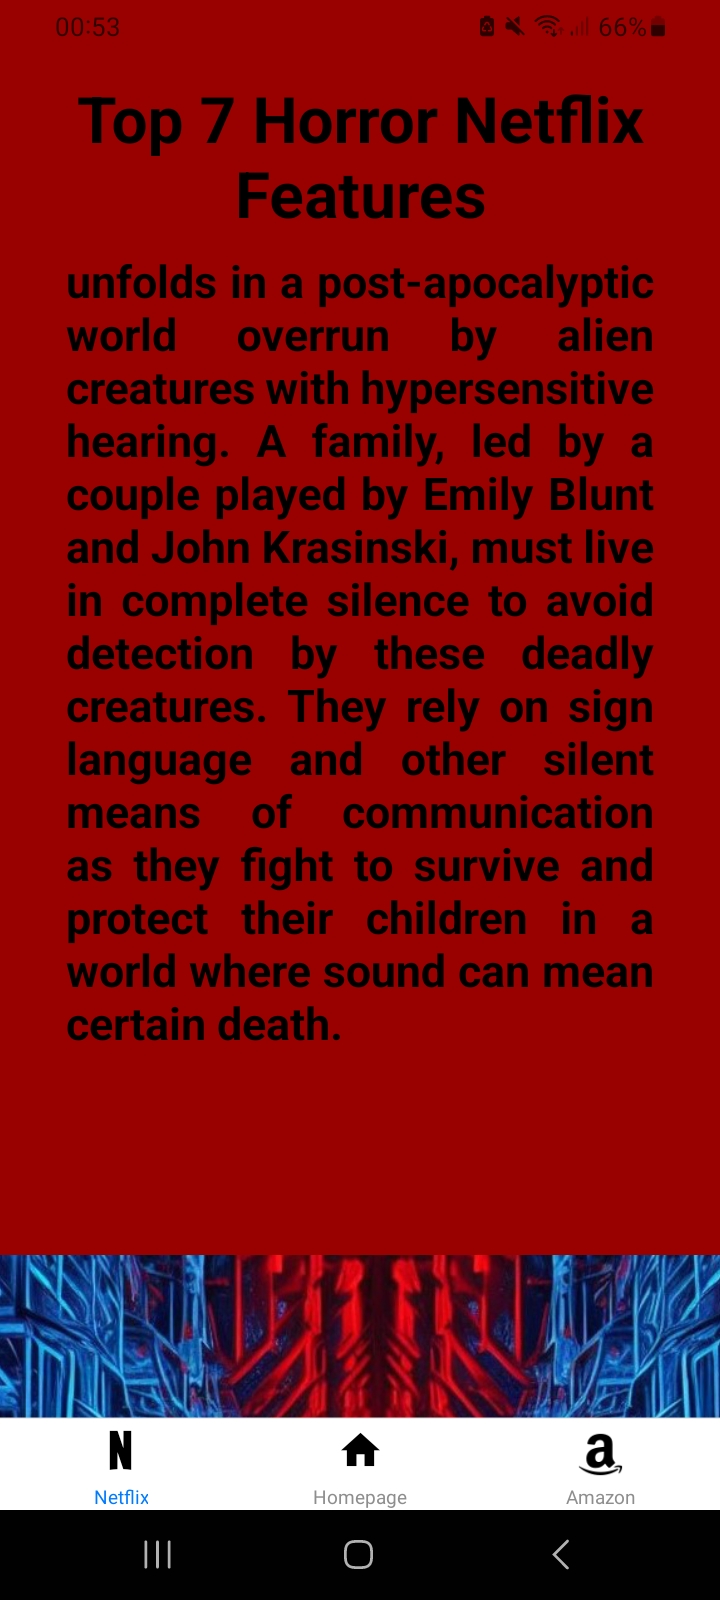 00:53
66%
Top 7 Horror Netflix
Features
unfolds in a post-apocalyptic
world overrun by alien
creatures with hypersensitive
hearing. A family, led by a
couple played by Emily Blunt
and John Krasinski, must live
in complete silence to avoid
detection by these deadly
creatures. They rely on sign
language and other silent
means of communication
as they fight to survive and
protect their children in a
world where sound can mean
certain death.
Netflix
Homepage
Amazon